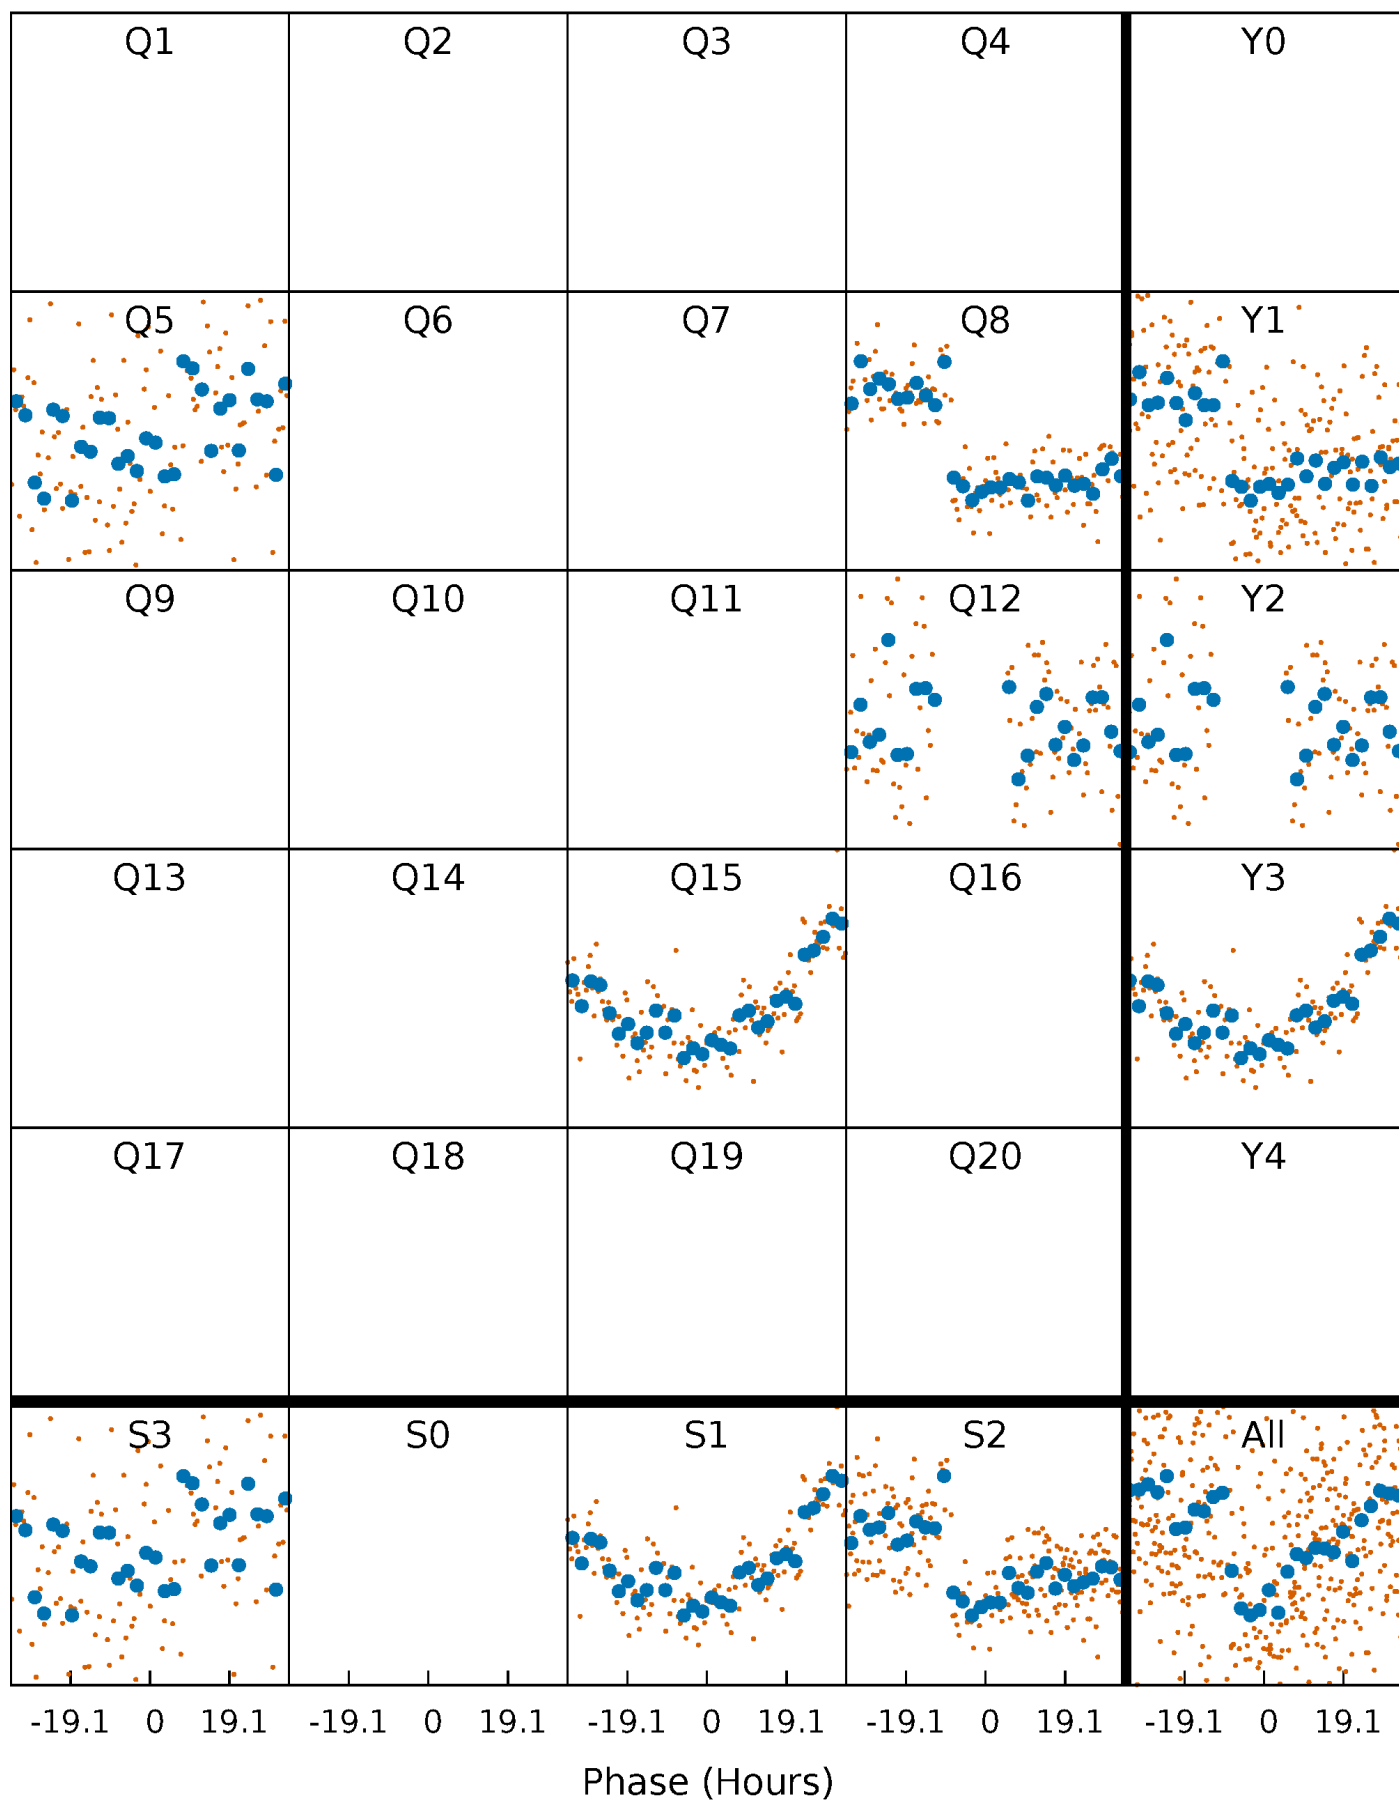 Q1 Q2 Q3 Q4 Y0
Q5 Q6 Q7 Q8 Y1
Q9 Q10 Q11 Q12 Y2
Q13 Q14 Q15 Q16 Y3
Q17 Q18 Q19 Q20 Y4
S3 S0 S1 S2 All
-19.1 0 19.1 -19.1 0 19.1 -19.1 0 19.1 -19.1 0 19.1 -19.1 0 19.1
Phase (Hours)